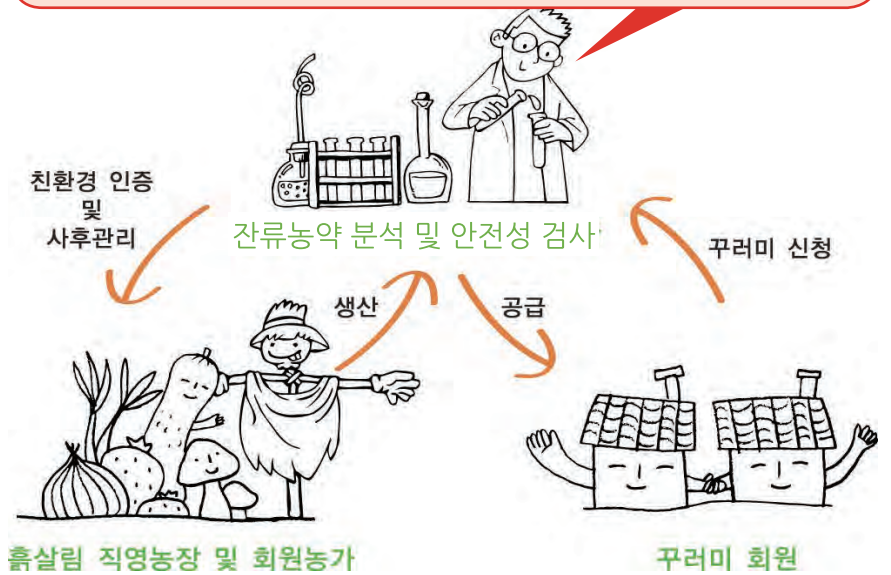 친환경 인증
및
사후관리
잔류농약 분석 및 안전성 검사
꾸러미 신청
생산
공급
흙살림 직영농장 및 회원농가
꾸러미 회원